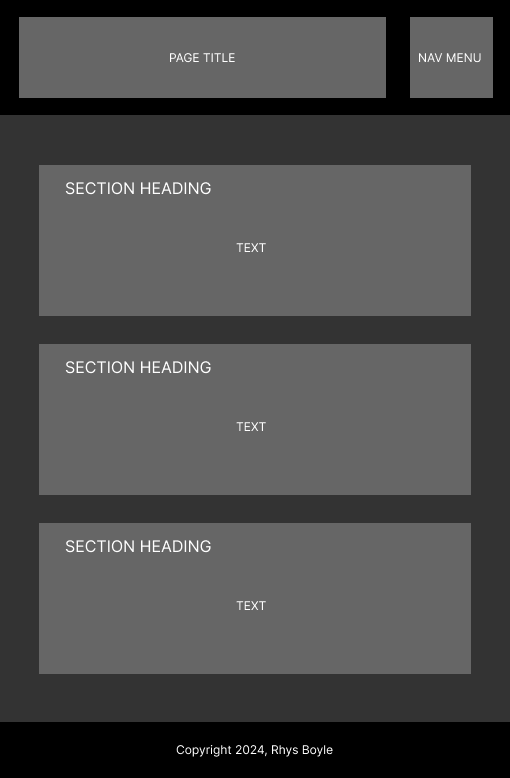 PAGE TITLE
NAV MENU
SECTION HEADING
TEXT
SECTION HEADING
TEXT
SECTION HEADING
TEXT
Copyright 2024, Rhys Boyle